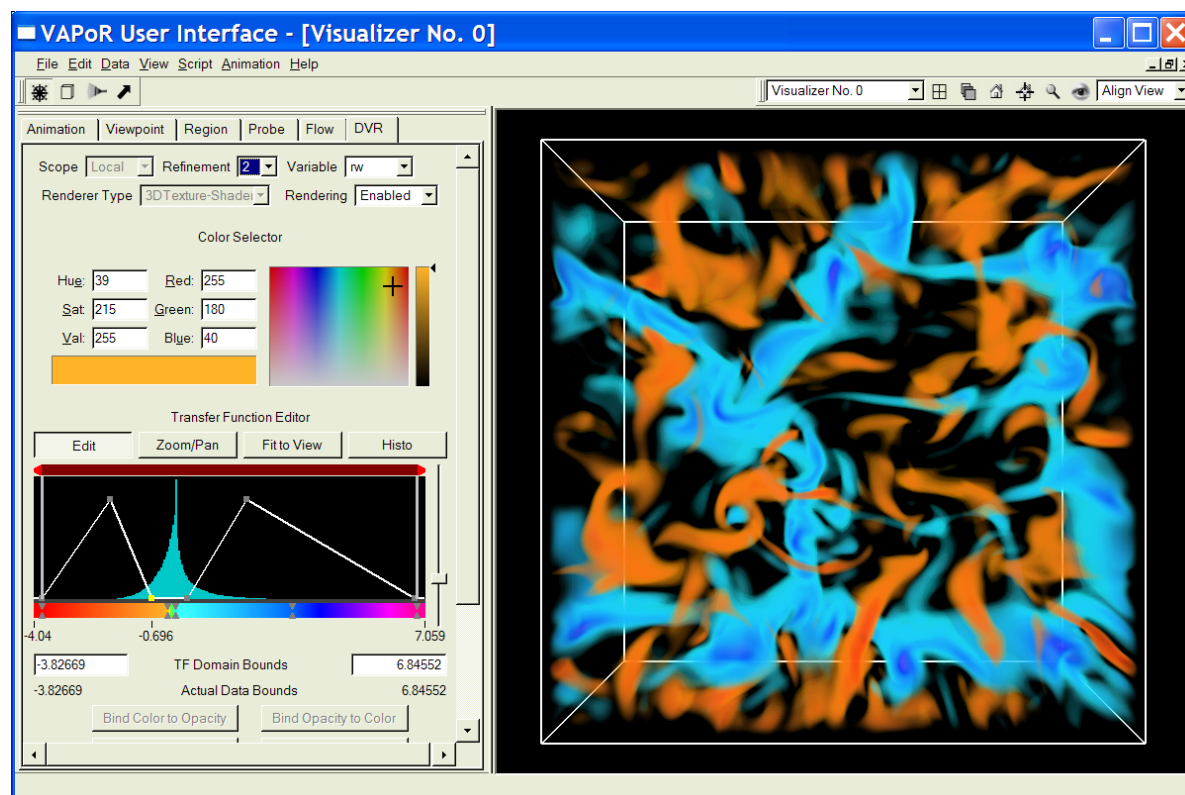 VAPoR User Interface - [Visualizer No. 0]
File Edit Data View Script Animation Help
Visualizer No. 0 Align View
Animation Viewpoint Region Probe Flow DVR
Scope Local Refinement 2 Variable rw
Renderer Type 3DTexture-Shader Rendering Enabled
Color Selector
Hue: 39 Red: 255
Sat 215 Green: 180
Val: 255 Blue: 40
Transfer Function Editor
Edit Zoom/Pan Fit to View Histo
-4.04 -0.696 7.059
-3.82669 TF Domain Bounds 6.84552
-3.82669 Actual Data Bounds 6.84552
Bind Color to Opacity Bind Opacity to Color